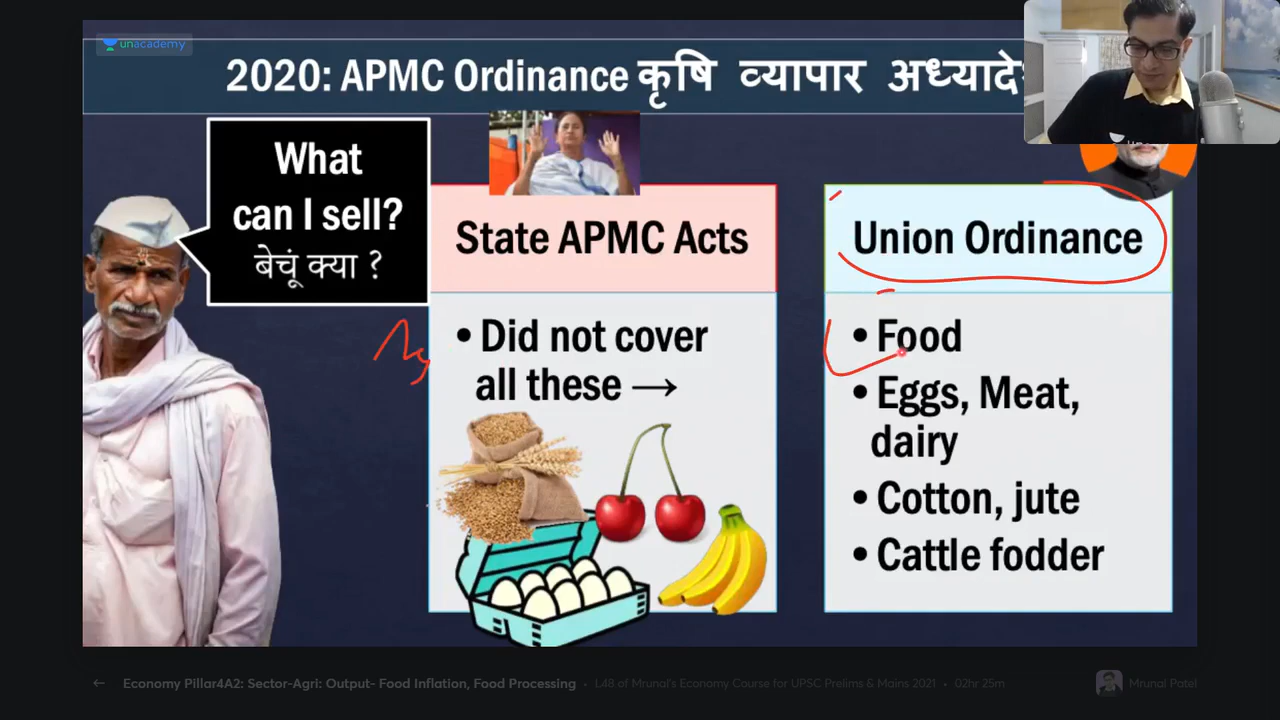 unacademy
2020: APMC Ordinance कृषि व्यापार
What
can I sell?
बेचूं क्या ?
State APMC Acts
• Did not cover
all these →
Union Ordinance
• Food
• Eggs, Meat,
dairy
• Cotton, jute
• Cattle fodder
← Economy Pillar4A2: Sector-Agri: Output- Food Inflation, Food Processing • L48 of Mrunal's Economy Course for UPSC Prelims & Mains 2021 • 02hr 25m
Mrunal Patel